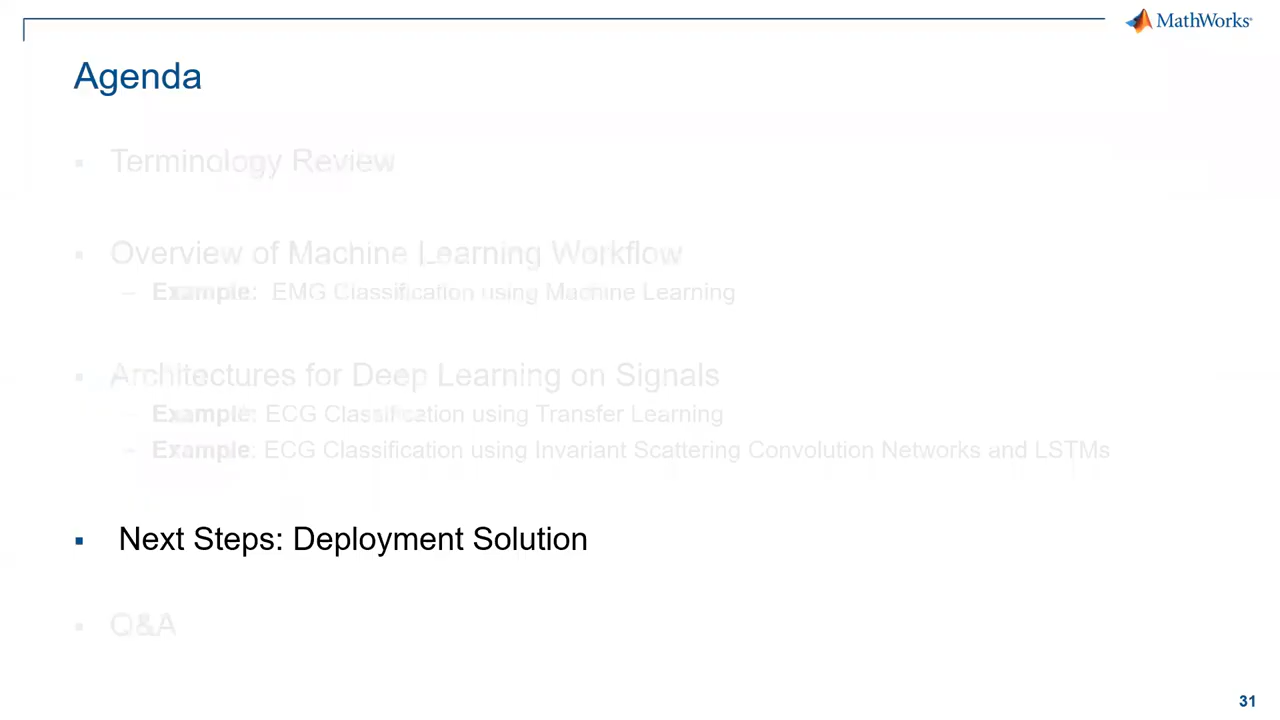 MathWorks
Agenda
▪ Terminology Review
▪ Overview of Machine Learning Workflow
– Example: EMG Classification using Machine Learning
▪ Architectures for Deep Learning on Signals
– Example: ECG Classification using Transfer Learning
– Example: ECG Classification using Invariant Scattering Convolution Networks and LSTMs
▪ Next Steps: Deployment Solution
▪ Q&A
31